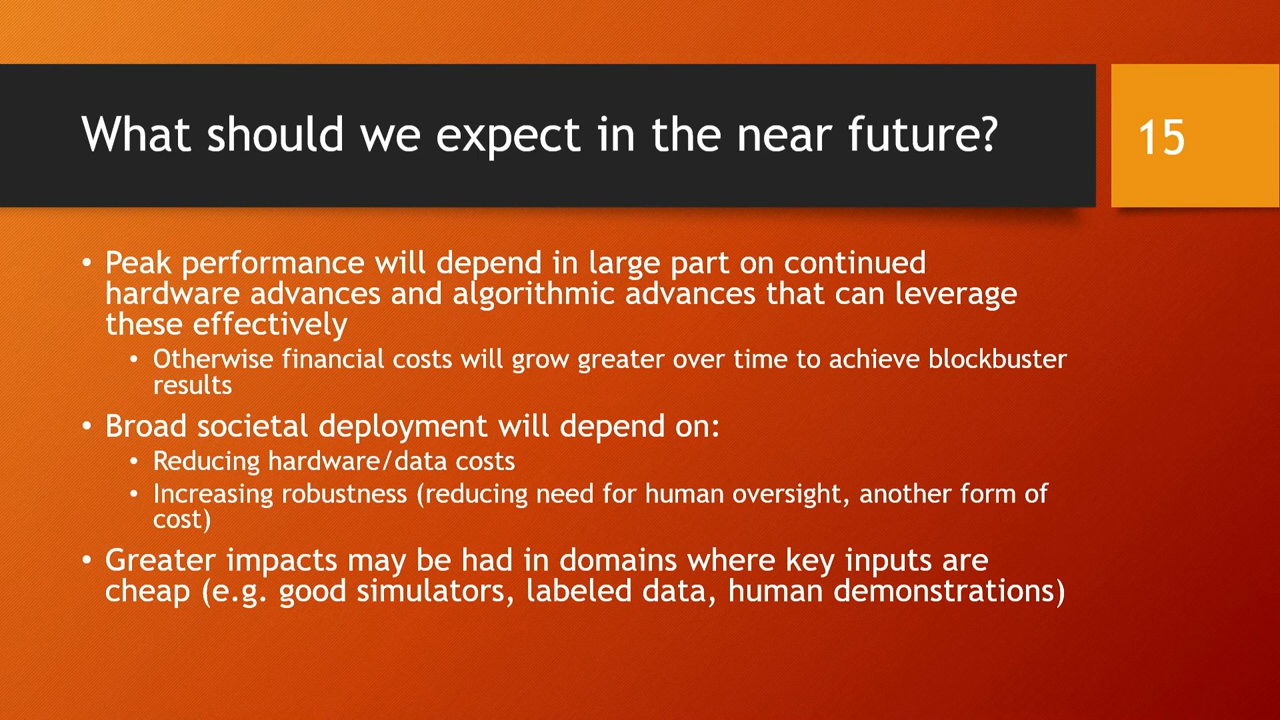 What should we expect in the near future?
15
• Peak performance will depend in large part on continued
hardware advances and algorithmic advances that can leverage
these effectively
• Otherwise financial costs will grow greater over time to achieve blockbuster
results
• Broad societal deployment will depend on:
• Reducing hardware/data costs
• Increasing robustness (reducing need for human oversight, another form of
cost)
• Greater impacts may be had in domains where key inputs are
cheap (e.g. good simulators, labeled data, human demonstrations)